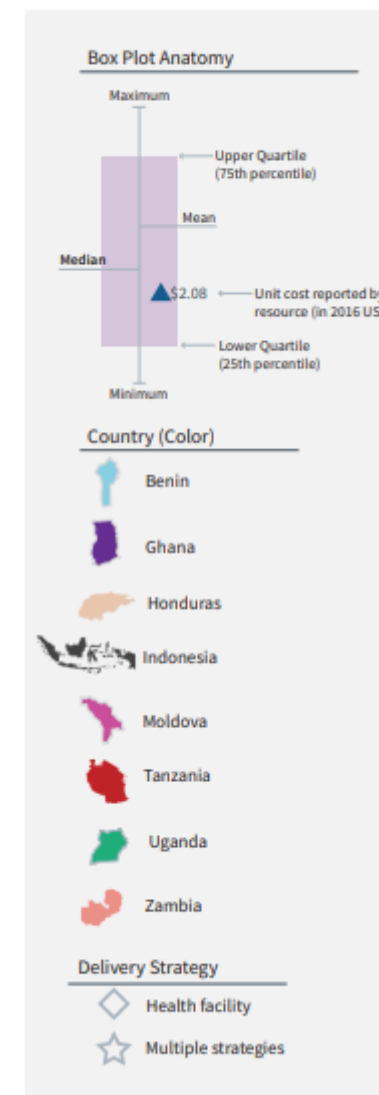 Box Plot Anatomy
Maximum
Upper Quartile
(75th percentile)
Mean
Median
$2.08
Unit cost reported by
resource (in 2016 US
Lower Quartile
(25th percentile)
Minimum
Country (Color)
Benin
Ghana
Honduras
Indonesia
Moldova
Tanzania
Uganda
Zambia
Delivery Strategy
Health facility
Multiple strategies